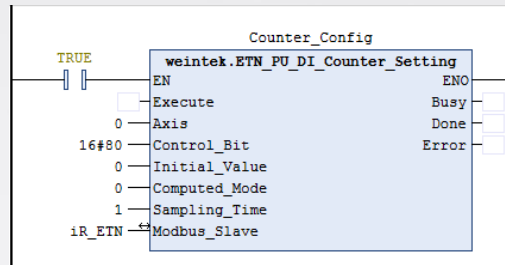 Counter_Config
TRUE
weintek.ETN_PU_DI_Counter_Setting
EN ENO
Execute Busy
0 Axis Done
16#80 Control_Bit Error
0 Initial_Value
0 Computed_Mode
1 Sampling_Time
iR_ETN Modbus_Slave